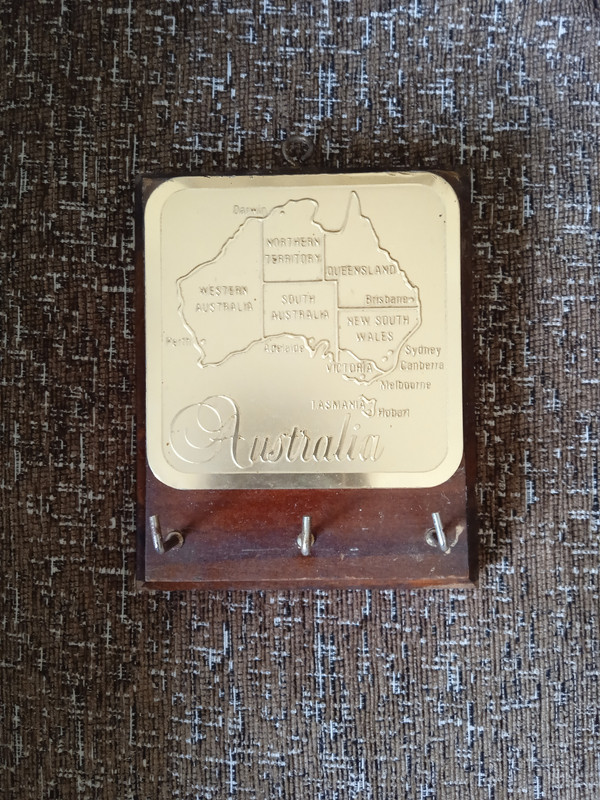 Darwin
NORTHERN
TERRITORY
QUEENSLAND
WESTERN
AUSTRALIA
SOUTH
AUSTRALIA
Brisbane
NEW SOUTH
WALES
Perth
Adelaide
Sydney
VICTORIA
Canberra
Melbourne
TASMANIA
Hobart
Australia